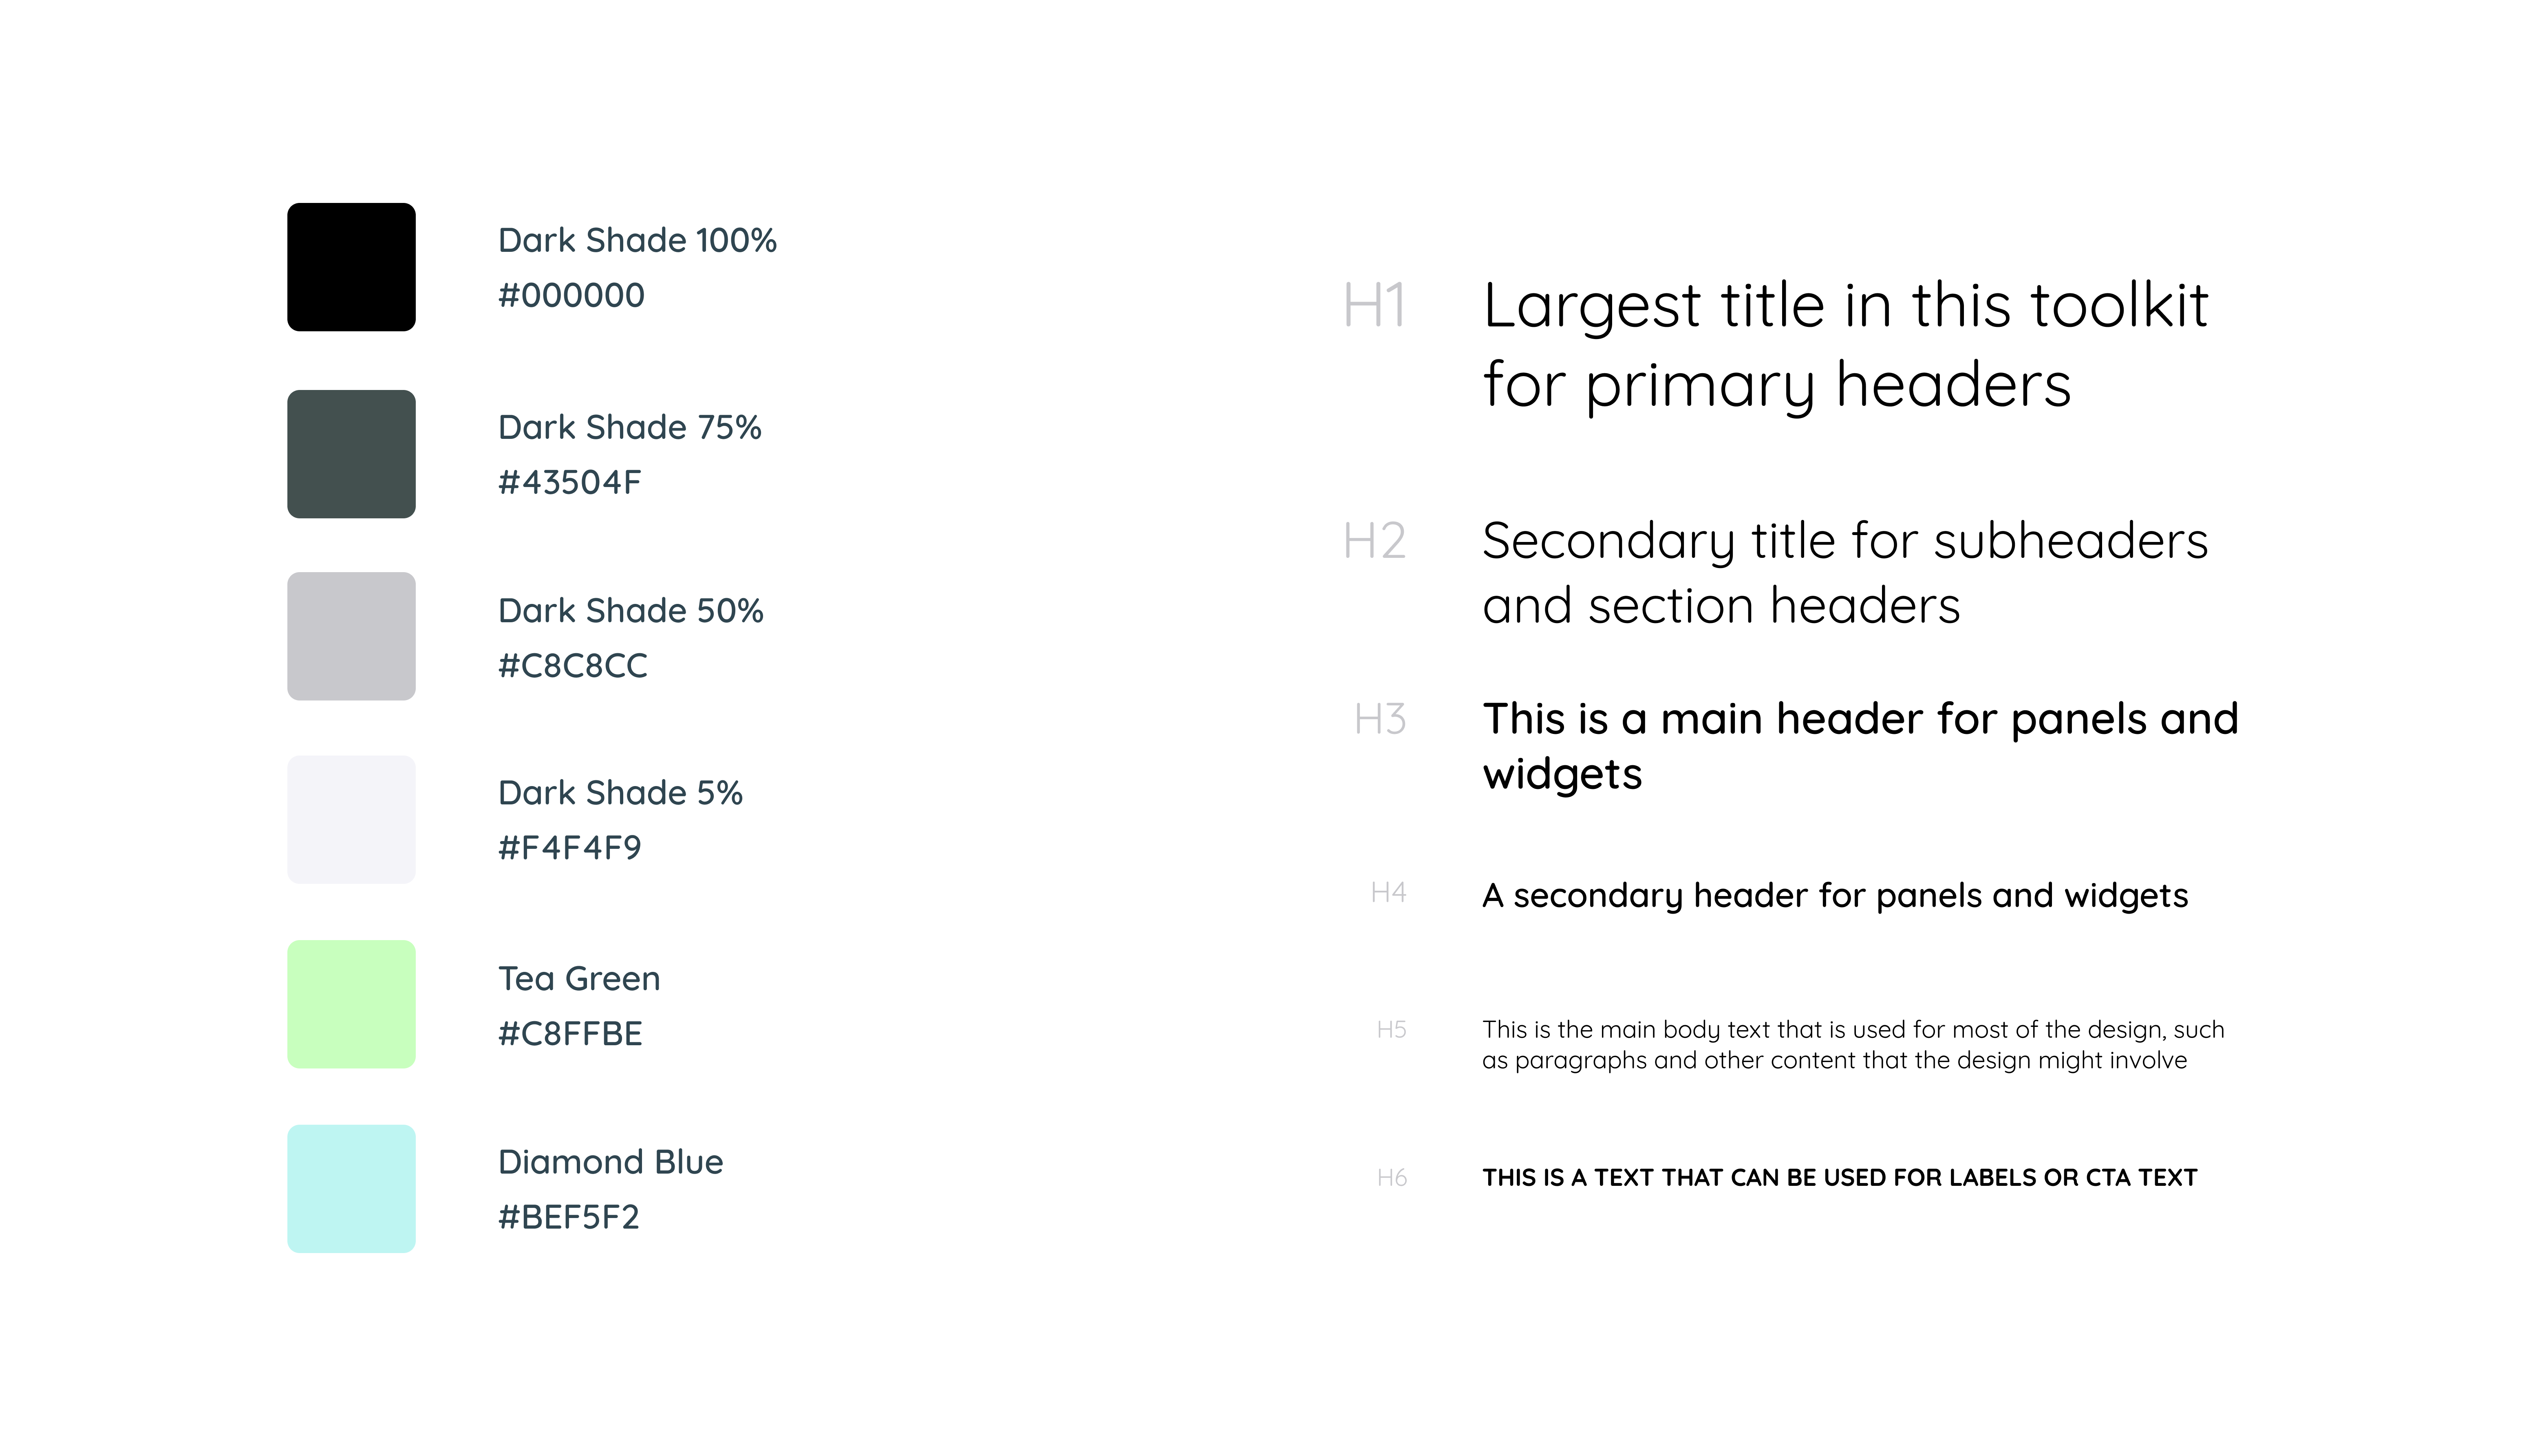 Dark Shade 100%
#000000
Dark Shade 75%
#43504F
Dark Shade 50%
#C8C8CC
Dark Shade 5%
#F4F4F9
Tea Green
#C8FFBE
Diamond Blue
#BEF5F2
H1
Largest title in this toolkit
for primary headers
H2
Secondary title for subheaders
and section headers
H3
This is a main header for panels and
widgets
H4
A secondary header for panels and widgets
H5
This is the main body text that is used for most of the design, such
as paragraphs and other content that the design might involve
H6
THIS IS A TEXT THAT CAN BE USED FOR LABELS OR CTA TEXT